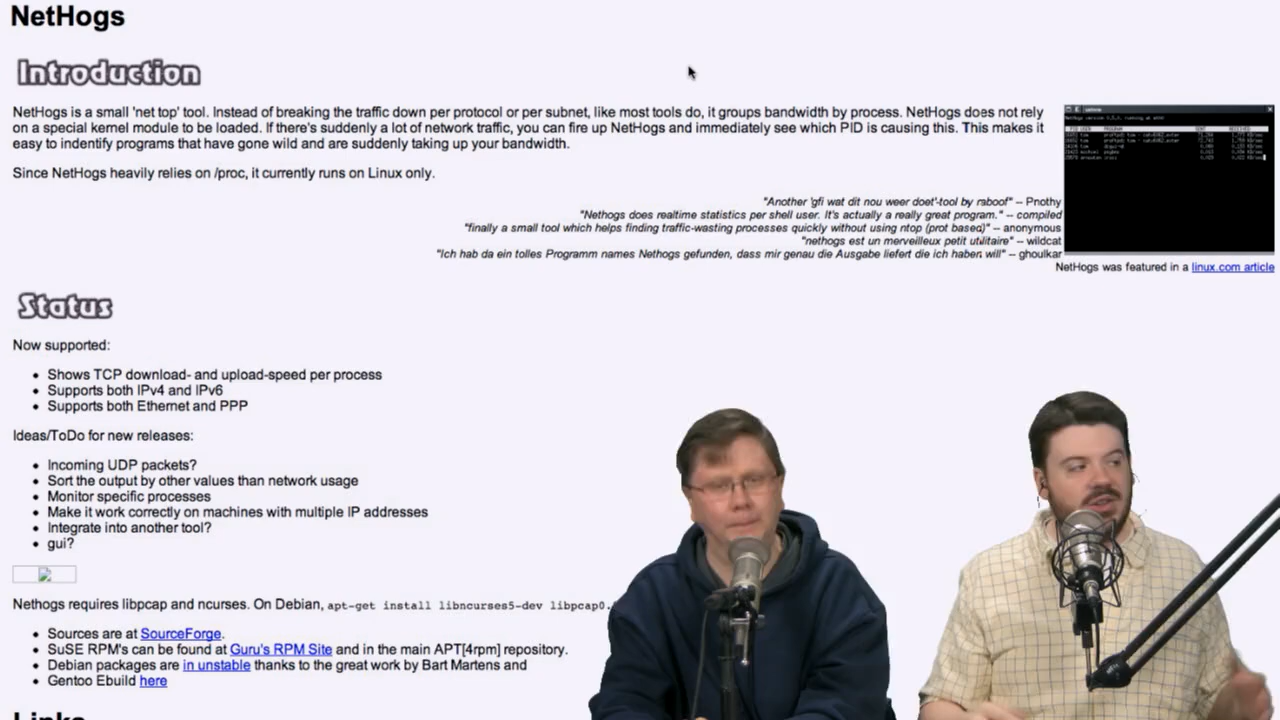 NetHogs
Introduction
NetHogs is a small 'net top' tool. Instead of breaking the traffic down per protocol or per subnet, like most tools do, it groups bandwidth by process. NetHogs does not rely
on a special kernel module to be loaded. If there's suddenly a lot of network traffic, you can fire up NetHogs and immediately see which PID is causing this. This makes it
easy to indentify programs that have gone wild and are suddenly taking up your bandwidth.
Since NetHogs heavily relies on /proc, it currently runs on Linux only.
"Another 'gfi wat dit nou weer doet'-tool by raboof" -- Pnothy
"Nethogs does realtime statistics per shell user. It's actually a really great program." -- compiled
"finally a small tool which helps finding traffic-wasting processes quickly without using ntop (prot based)" -- anonymous
"nethogs est un merveilleux petit utilitaire" -- wildcat
"Ich hab da ein tolles Programm names Nethogs gefunden, dass mir genau die Ausgabe liefert die ich haben will" -- ghoulkar
NetHogs was featured in a linux.com article
Status
Now supported:
• Shows TCP download- and upload-speed per process
• Supports both IPv4 and IPv6
• Supports both Ethernet and PPP
Ideas/ToDo for new releases:
• Incoming UDP packets?
• Sort the output by other values than network usage
• Monitor specific processes
• Make it work correctly on machines with multiple IP addresses
• Integrate into another tool?
• gui?
Nethogs requires libpcap and ncurses. On Debian, apt-get install libncurses5-dev libpcap0.
• Sources are at SourceForge.
• SuSE RPM's can be found at Guru's RPM Site and in the main APT[4rpm] repository.
• Debian packages are in unstable thanks to the great work by Bart Martens and
• Gentoo Ebuild here
Links